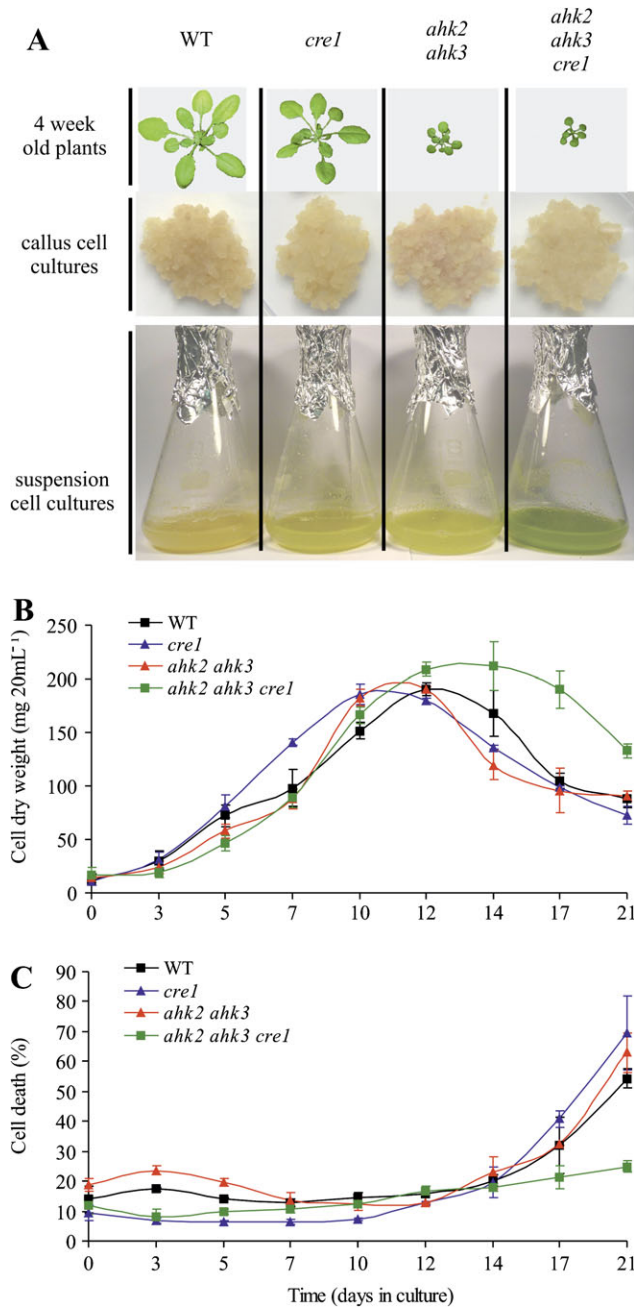 A
WT
cre1
ahk2
ahk3
ahk2
ahk3
cre1
4 week
old plants
callus cell
cultures
suspension
cell cultures
B
Cell dry weight (mg 20mL⁻¹)
250
200
150
100
50
0
WT
cre1
ahk2 ahk3
ahk2 ahk3 cre1
0 3 5 7 10 12 14 17 21
C
Cell death (%)
90
80
70
60
50
40
30
20
10
0
WT
cre1
ahk2 ahk3
ahk2 ahk3 cre1
0 3 5 7 10 12 14 17 21
Time (days in culture)